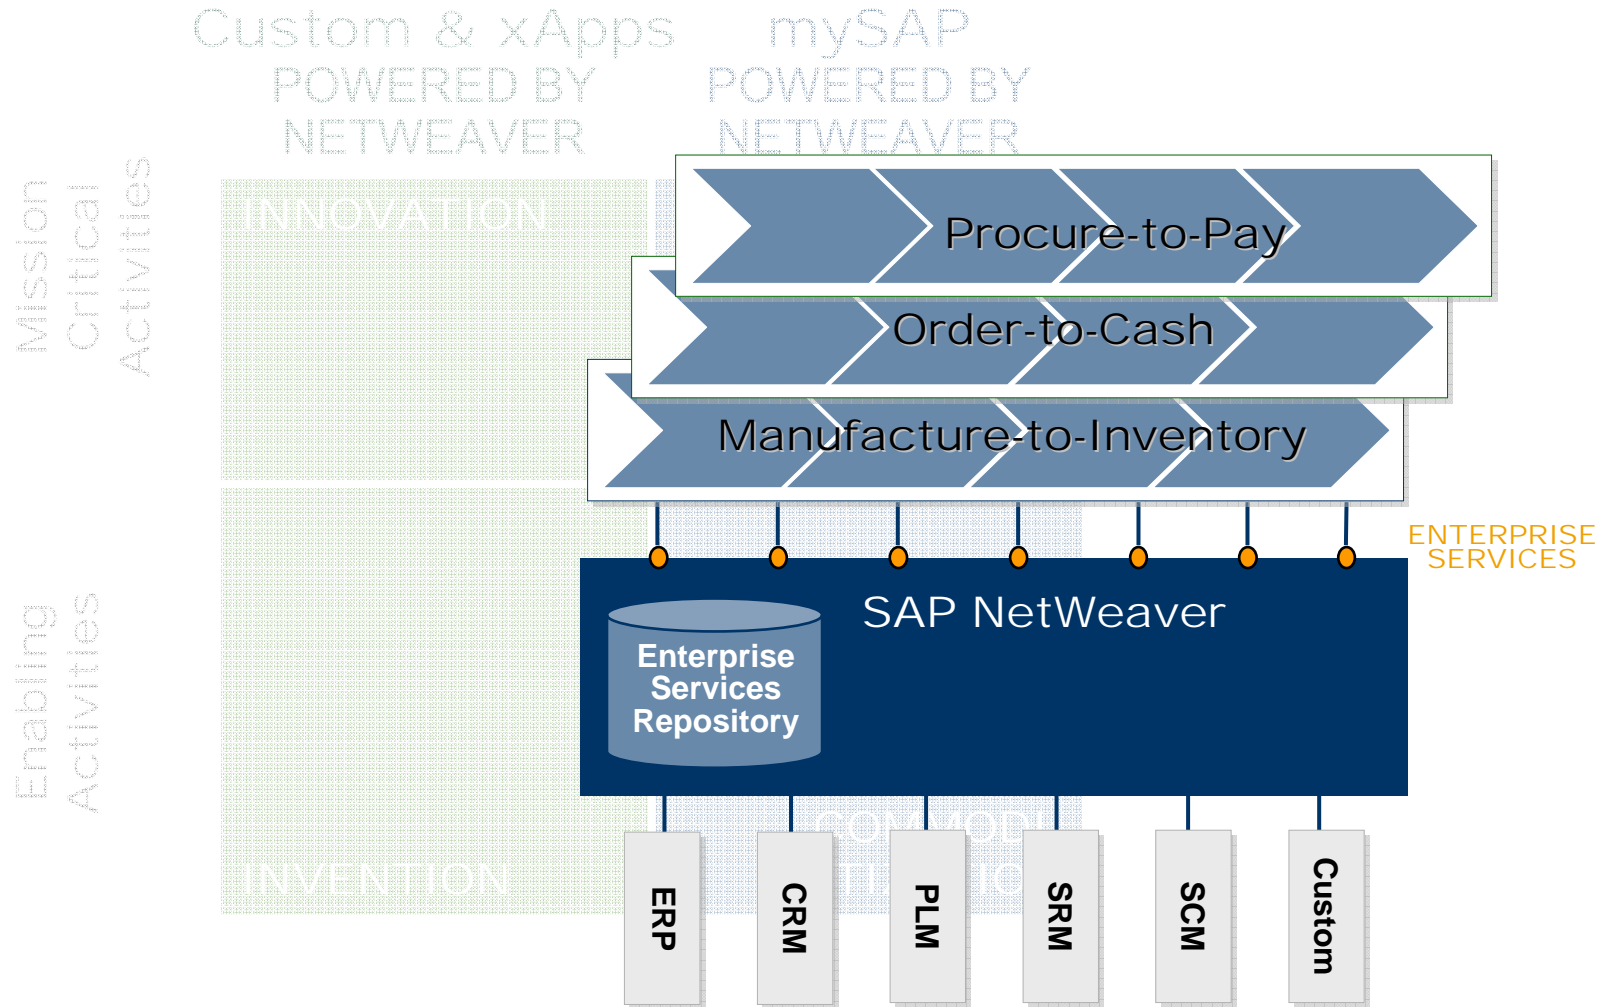 Custom & xApps
POWERED BY
NETWEAVER
mySAP
POWERED BY
NETWEAVER
Mission
Critical
Activities
Enabling
Activities
INNOVATION
INVENTION
Procure-to-Pay
Order-to-Cash
Manufacture-to-Inventory
ENTERPRISE
SERVICES
SAP NetWeaver
Enterprise
Services
Repository
ERP
CRM
PLM
SRM
SCM
Custom